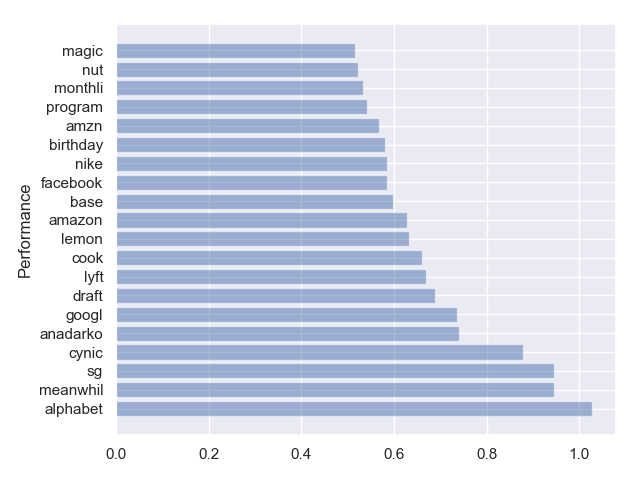 magic
nut
monthli
program
amzn
birthday
nike
facebook
base
amazon
lemon
cook
lyft
draft
googl
anadarko
cynic
sg
meanwhil
alphabet
Performance
0.0 0.2 0.4 0.6 0.8 1.0